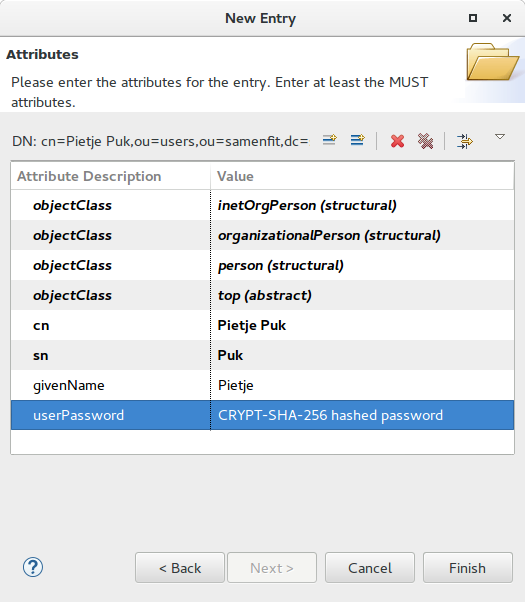 New Entry
Attributes
Please enter the attributes for the entry. Enter at least the MUST
attributes.
DN: cn=Pietje Puk,ou=users,ou=samenfit,dc=
Attribute Description Value
objectClass inetOrgPerson (structural)
objectClass organizationalPerson (structural)
objectClass person (structural)
objectClass top (abstract)
cn Pietje Puk
sn Puk
givenName Pietje
userPassword CRYPT-SHA-256 hashed password
? < Back Next > Cancel Finish